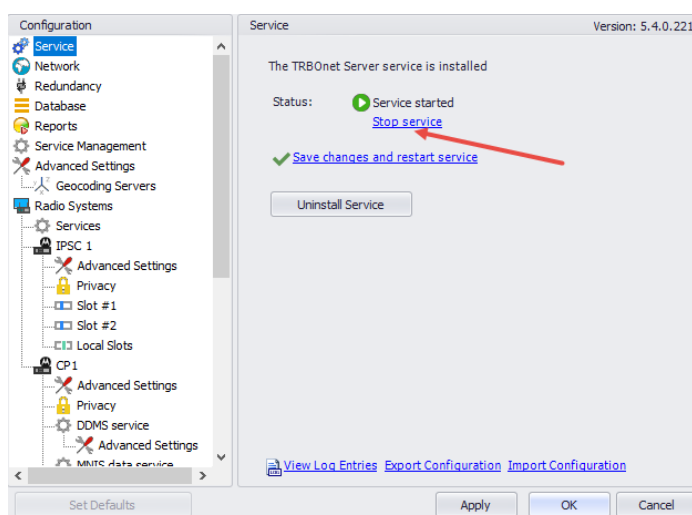 Configuration
Service
Network
Redundancy
Database
Reports
Service Management
Advanced Settings
Geocoding Servers
Radio Systems
Services
IPSC 1
Advanced Settings
Privacy
Slot #1
Slot #2
Local Slots
CP1
Advanced Settings
Privacy
DDMS service
Advanced Settings
MNIS data service
Service Version: 5.4.0.221
The TRBOnet Server service is installed
Status: Service started
Stop service
Save changes and restart service
Uninstall Service
View Log Entries Export Configuration Import Configuration
Set Defaults Apply OK Cancel